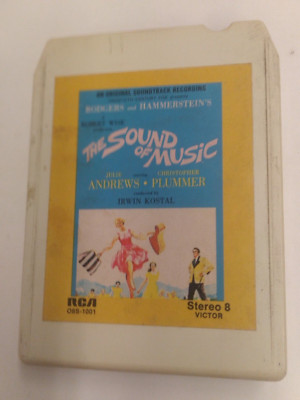 AN ORIGINAL SOUNDTRACK RECORDING
RODGERS AND HAMMERSTEIN'S
ROBERT WISE
THE SOUND
OF MUSIC
JULIE CHRISTOPHER
ANDREWS • PLUMMER
IRWIN KOSTAL
RCA
O8S-1001
Stereo 8
VICTOR